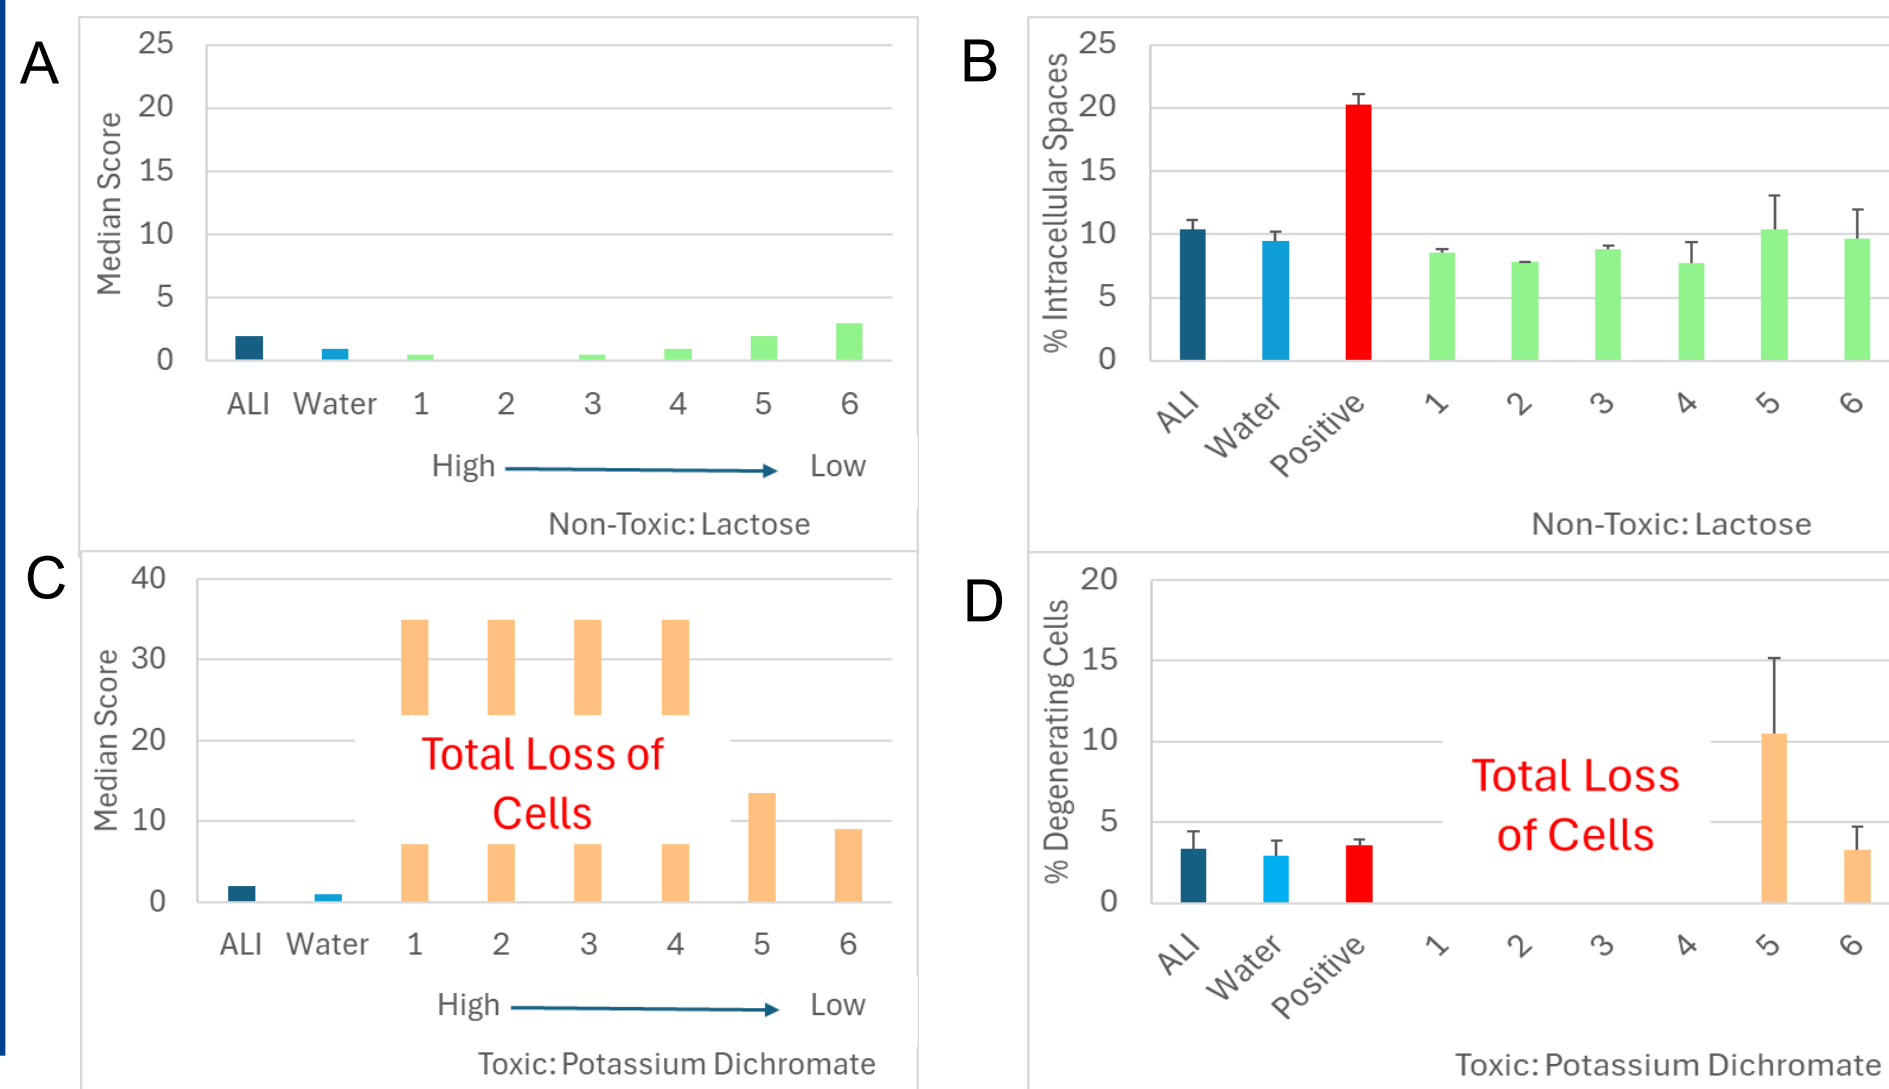 A
Median Score
25
20
15
10
5
0
ALI Water 1 2 3 4 5 6
High Low
Non-Toxic: Lactose
B
% Intracellular Spaces
25
20
15
10
5
0
ALI Water Positive 1 2 3 4 5 6
Non-Toxic: Lactose
C
Median Score
40
30
20
10
0
Total Loss of
Cells
ALI Water 1 2 3 4 5 6
High Low
Toxic: Potassium Dichromate
D
% Degenerating Cells
20
15
10
5
0
Total Loss
of Cells
ALI Water Positive 1 2 3 4 5 6
Toxic: Potassium Dichromate